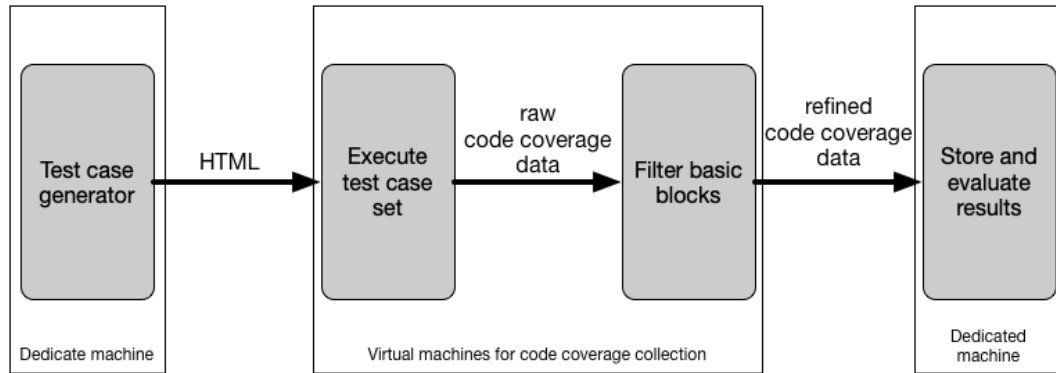 Test case
generator
HTML
Execute
test case
set
raw
code coverage
data
Filter basic
blocks
refined
code coverage
data
Store and
evaluate
results
Dedicate machine
Virtual machines for code coverage collection
Dedicated
machine